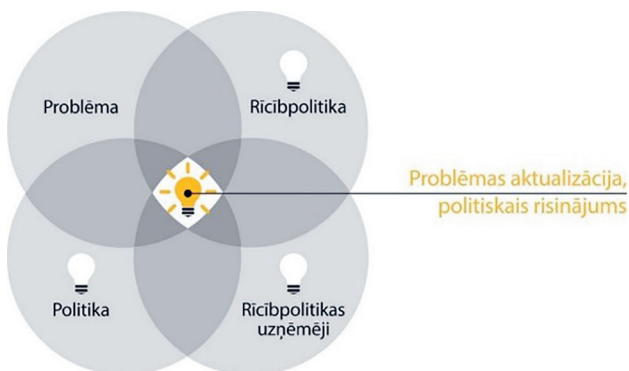 Problēma
Rīcībpolitika
Problēmas aktualizācija,
politiskais risinājums
Politika
Rīcībpolitikas
uzņēmēji